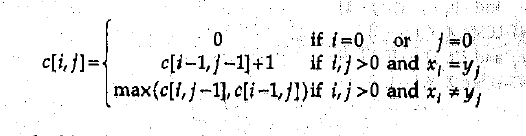 0 if i=0 or j=0
c[i,j]= c[i-1,j-1]+1 if i,j>0 and x_i=y_j
max(c[i,j-1],c[i-1,j]) if i,j>0 and x_i≠y_j